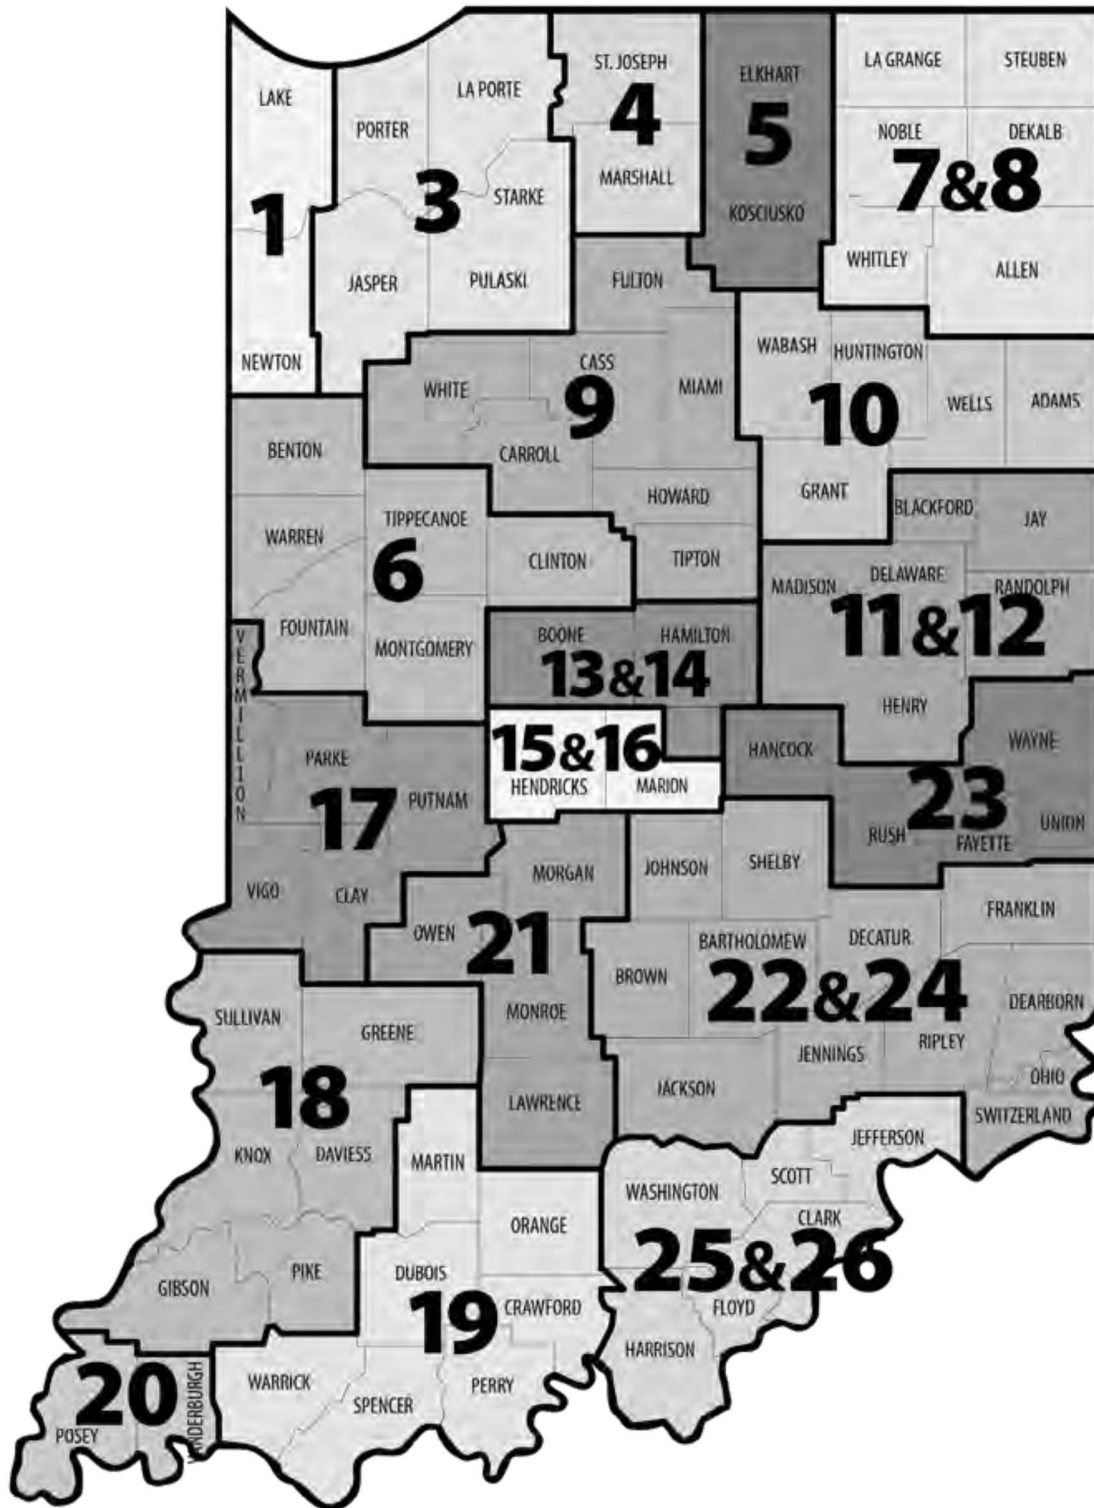 LAKE
PORTER
LA PORTE
ST. JOSEPH
4
MARSHALL
ELKHART
5
KOSCIUSKO
LA GRANGE
STEUBEN
NOBLE
DEKALB
7&8
WHITLEY
ALLEN
1
3
STARKE
JASPER
PULASKI
NEWTON
FULTON
WHITE
CASS
9
MIAMI
CARROLL
HOWARD
TIPTON
WABASH
HUNTINGTON
10
WELLS
ADAMS
GRANT
BENTON
WARREN
TIPPECANOE
6
CLINTON
FOUNTAIN
MONTGOMERY
BLACKFORD
JAY
MADISON
DELAWARE
RANDOLPH
11&12
HENRY
BOONE
HAMILTON
13&14
15&16
HENDRICKS
MARION
HANCOCK
WAYNE
23
RUSH
FAYETTE
UNION
VERMILLION
PARKE
17
PUTNAM
VIGO
CLAY
MORGAN
OWEN
21
MONROE
LAWRENCE
JOHNSON
SHELBY
FRANKLIN
BARTHOLOMEW
DECATUR
BROWN
22&24
DEARBORN
JENNINGS
RIPLEY
JACKSON
OHIO
SWITZERLAND
SULLIVAN
GREENE
18
KNOX
DAVIESS
GIBSON
PIKE
MARTIN
ORANGE
DUBOIS
19
CRAWFORD
WARRICK
SPENCER
PERRY
JEFFERSON
SCOTT
WASHINGTON
CLARK
25&26
FLOYD
HARRISON
20
POSEY
VANDERBURGH